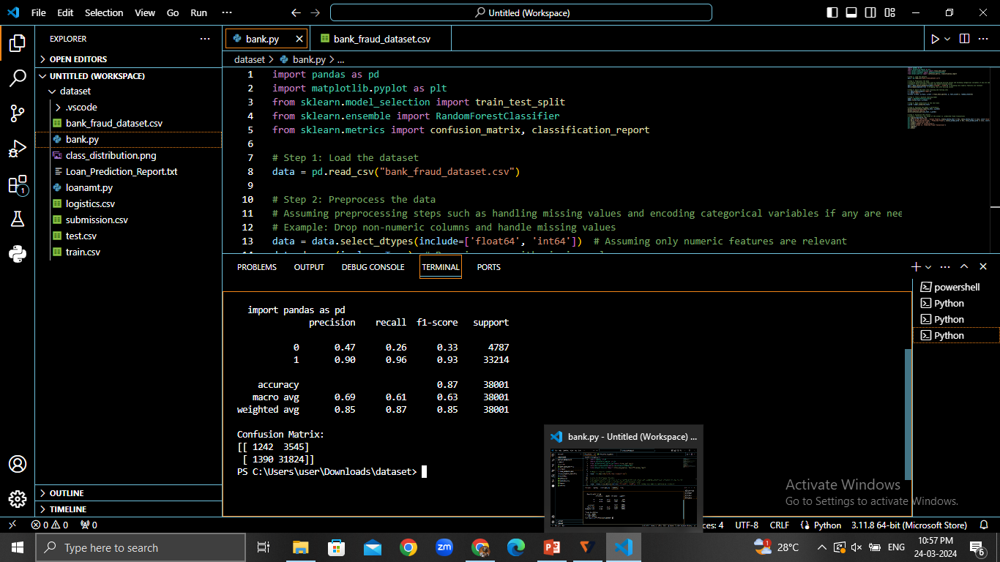 File Edit Selection View Go Run ···
Untitled (Workspace)
EXPLORER
bank.py
bank_fraud_dataset.csv
OPEN EDITORS
dataset > bank.py > ...
UNTITLED (WORKSPACE)
dataset
.vscode
bank_fraud_dataset.csv
bank.py
class_distribution.png
Loan_Prediction_Report.txt
loanamt.py
logistics.csv
submission.csv
test.csv
train.csv
1 import pandas as pd
2 import matplotlib.pyplot as plt
3 from sklearn.model_selection import train_test_split
4 from sklearn.ensemble import RandomForestClassifier
5 from sklearn.metrics import confusion_matrix, classification_report
6
7 # Step 1: Load the dataset
8 data = pd.read_csv("bank_fraud_dataset.csv")
9
10 # Step 2: Preprocess the data
11 # Assuming preprocessing steps such as handling missing values and encoding categorical variables if any are nee
12 # Example: Drop non-numeric columns and handle missing values
13 data = data.select_dtypes(include=['float64', 'int64']) # Assuming only numeric features are relevant
PROBLEMS OUTPUT DEBUG CONSOLE TERMINAL PORTS
import pandas as pd
precision recall f1-score support
0 0.47 0.26 0.33 4787
1 0.90 0.96 0.93 33214
accuracy 0.87 38001
macro avg 0.69 0.61 0.63 38001
weighted avg 0.85 0.87 0.85 38001
Confusion Matrix:
[[ 1242 3545]
[ 1390 31824]]
PS C:\Users\user\Downloads\dataset>
powershell
Python
Python
Python
bank.py - Untitled (Workspace) ...
Activate Windows
Go to Settings to activate Windows.
OUTLINE
TIMELINE
1
0 0 0
ces: 4 UTF-8 CRLF Python 3.11.8 64-bit (Microsoft Store)
Type here to search
zm
1 28°C
ENG
10:57 PM
24-03-2024
6